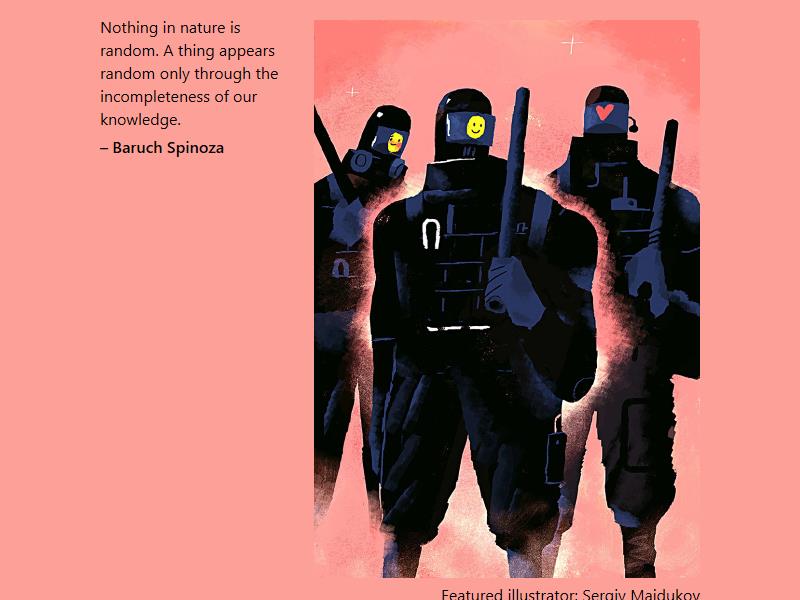 Nothing in nature is
random. A thing appears
random only through the
incompleteness of our
knowledge.
– Baruch Spinoza
Featured illustrator: Sergiy Maidukov